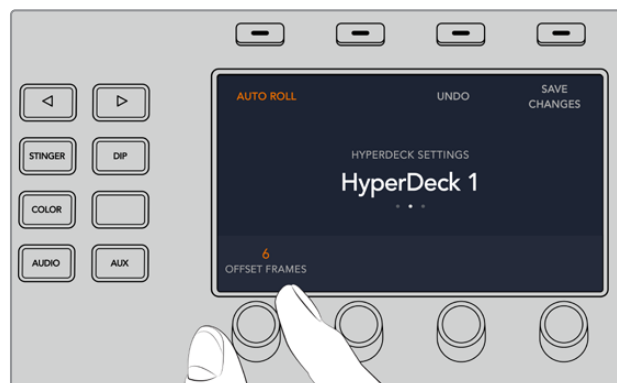 AUTO ROLL
UNDO
SAVE
CHANGES
STINGER
DIP
HYPERDECK SETTINGS
HyperDeck 1
COLOR
AUDIO
AUX
6
OFFSET FRAMES